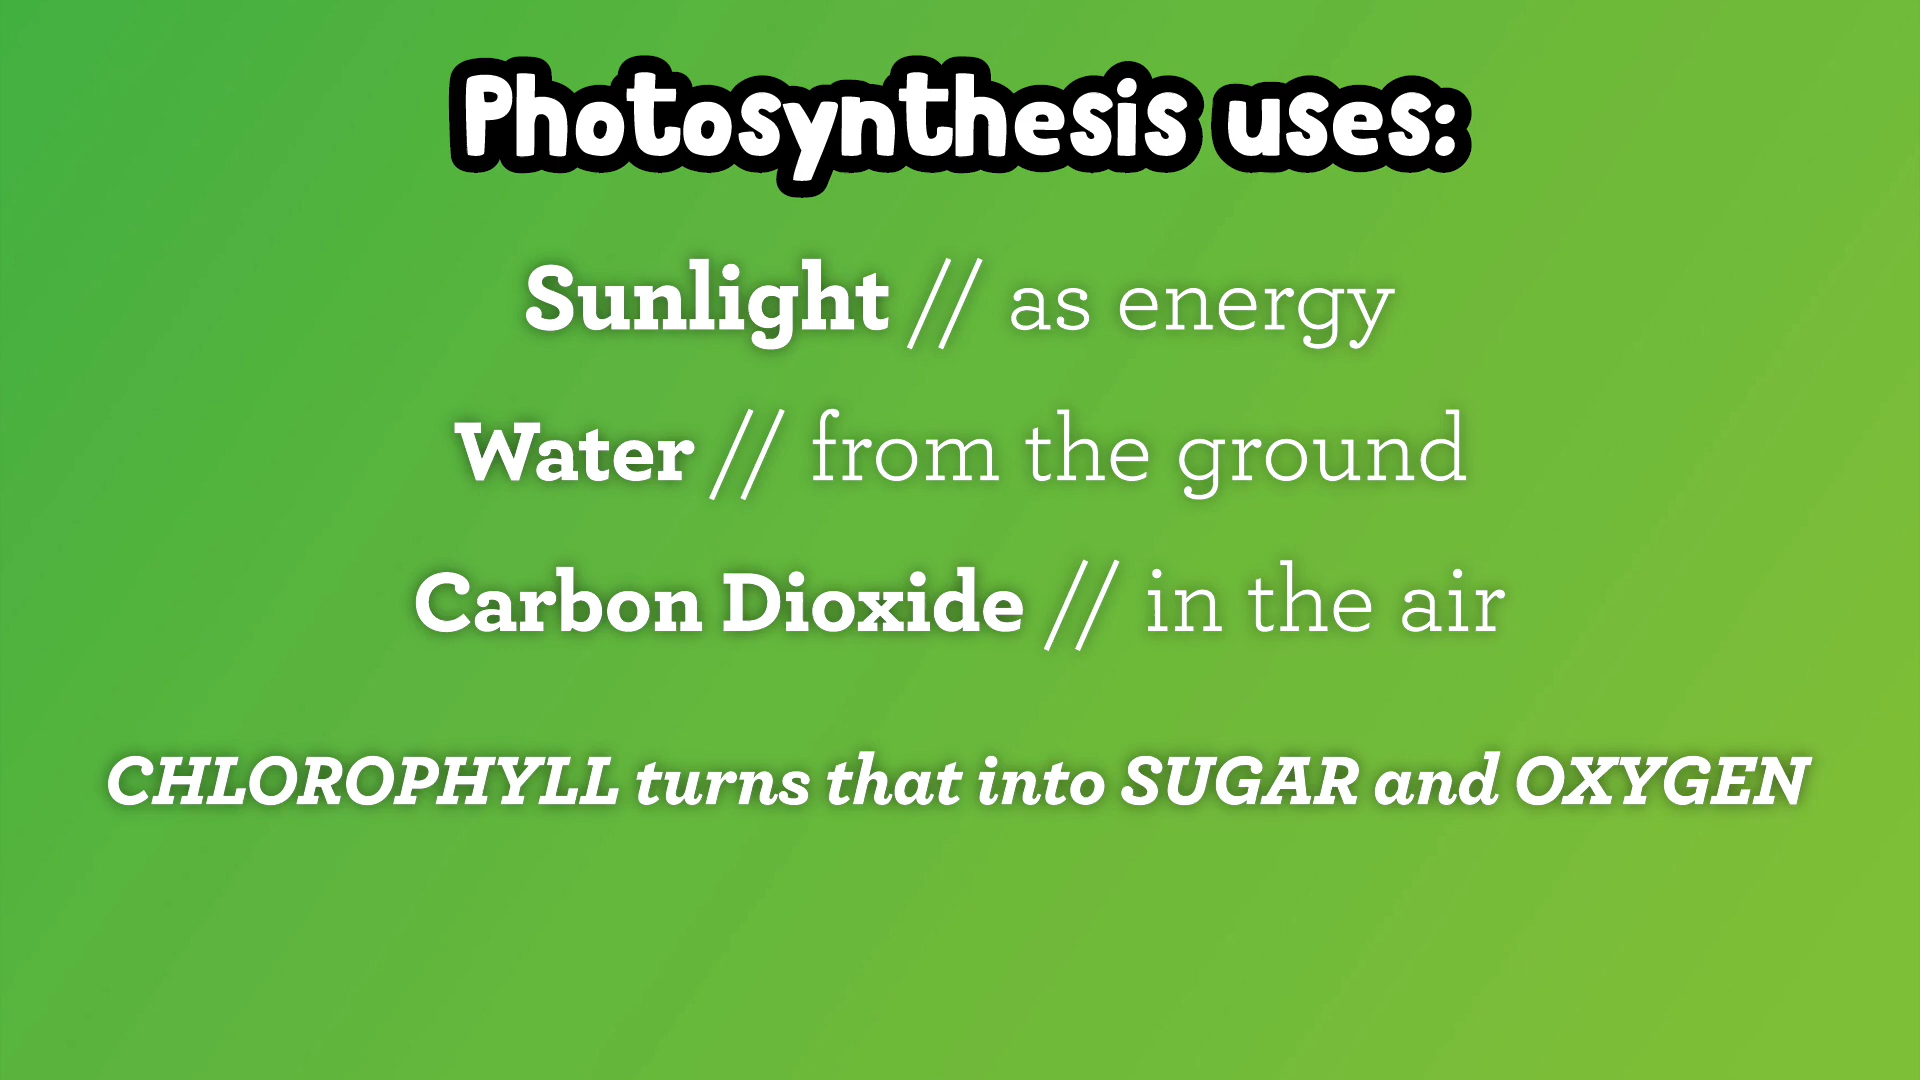 Photosynthesis uses:
Sunlight // as energy
Water // from the ground
Carbon Dioxide // in the air
CHLOROPHYLL turns that into SUGAR and OXYGEN